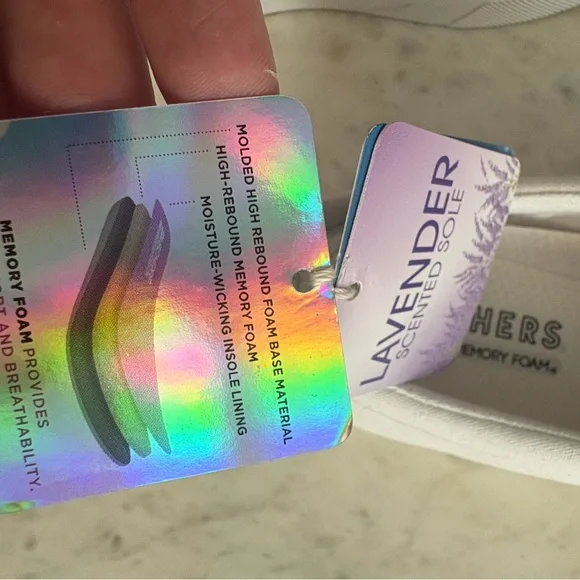 MOLDED HIGH REBOUND FOAM BASE MATERIAL
HIGH-REBOUND MEMORY FOAM
MOISTURE-WICKING INSOLE LINING
MEMORY FOAM PROVIDES
AND BREATHABILITY.
LAVENDER
SCENTED SOLE
HERS
MEMORY FOAM